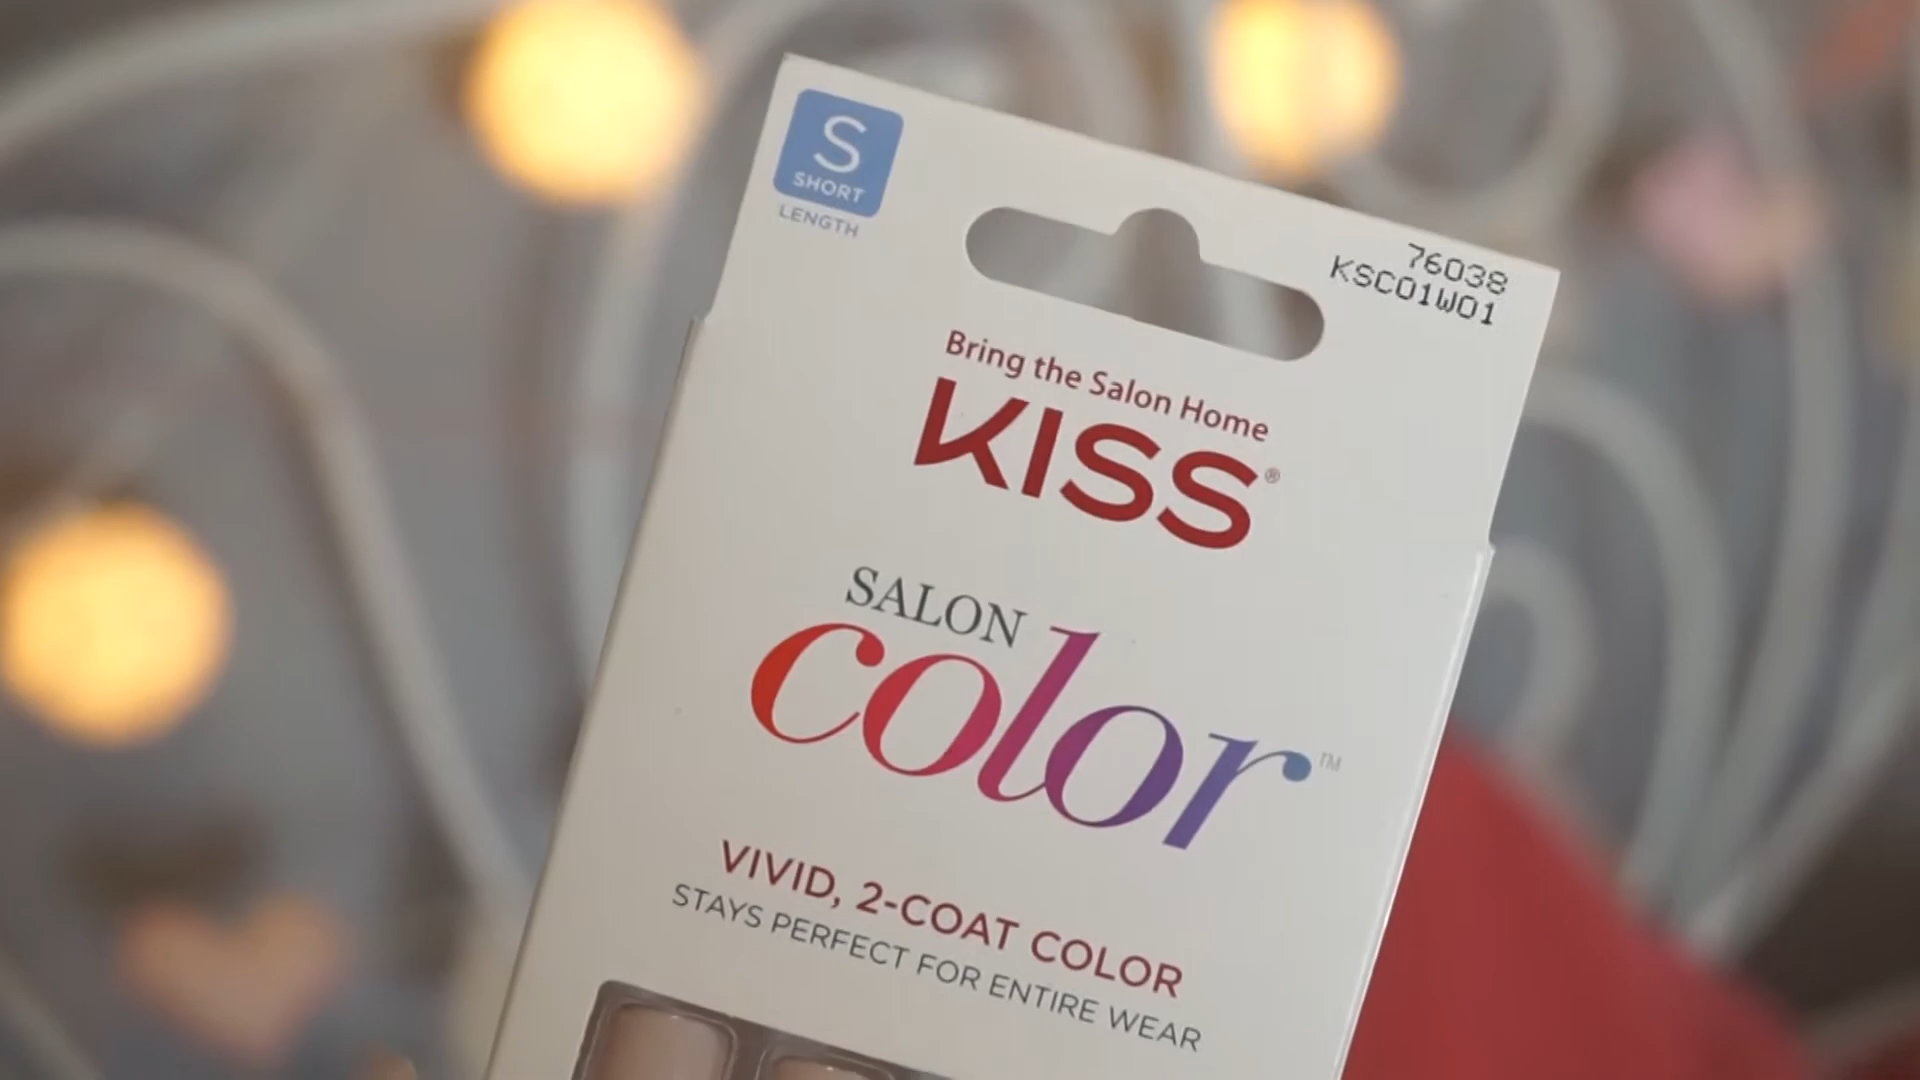 S
SHORT
LENGTH
76038
KSC01W01
Bring the Salon Home
KISS®
SALON
color™
VIVID, 2-COAT COLOR
STAYS PERFECT FOR ENTIRE WEAR